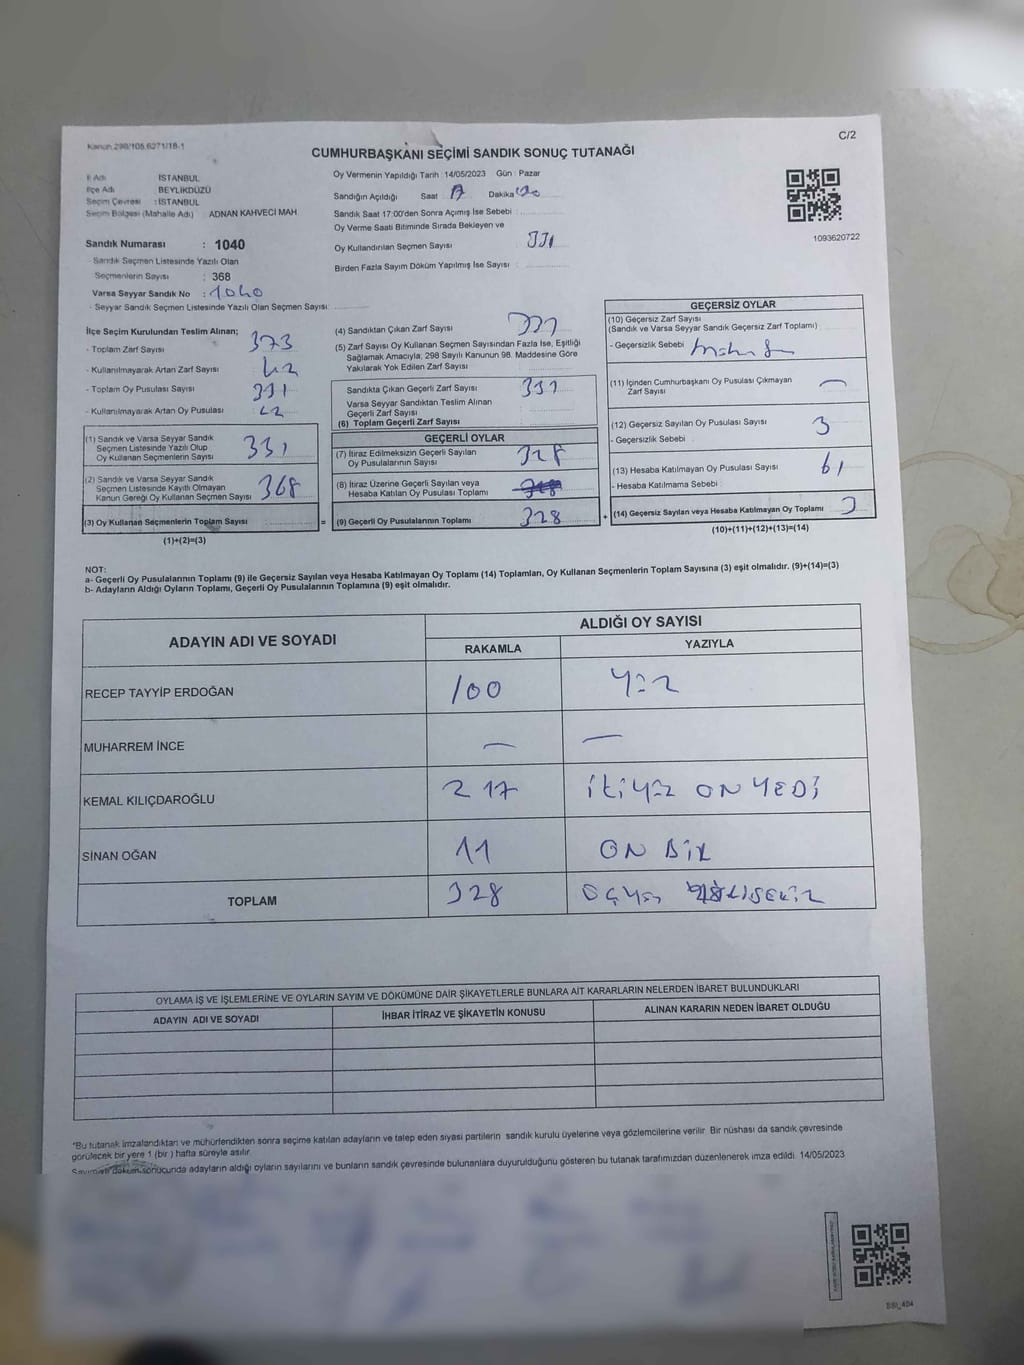 Kanun 298/105.6271/18-1
C/2
CUMHURBAŞKANI SEÇİMİ SANDIK SONUÇ TUTANAĞI
İl Adı İSTANBUL
İlçe Adı BEYLİKDÜZÜ
Seçim Çevresi : İSTANBUL
Seçim Bölgesi (Mahalle Adı) : ADNAN KAHVECİ MAH
Sandık Numarası : 1040
- Sandık Seçmen Listesinde Yazılı Olan
Seçmenlerin Sayısı : 368
Varsa Seyyar Sandık No : 1040
- Seyyar Sandık Seçmen Listesinde Yazılı Olan Seçmen Sayısı
Oy Vermenin Yapıldığı Tarih : 14/05/2023 Gün : Pazar
Sandığın Açıldığı Saat Dakika
Sandık Saat 17:00'den Sonra Açımış İse Sebebi :
Oy Verme Saati Bitiminde Sırada Bekleyen ve
Oy Kullandırılan Seçmen Sayısı
Birden Fazla Sayım Döküm Yapılmış İse Sayısı :
1093620722
İlçe Seçim Kurulundan Teslim Alınan;
- Toplam Zarf Sayısı 373
- Kullanılmayarak Artan Zarf Sayısı 42
- Toplam Oy Pusulası Sayısı 331
- Kullanılmayarak Artan Oy Pusulası 42
(1) Sandık ve Varsa Seyyar Sandık
Seçmen Listesinde Yazılı Olup
Oy Kullanan Seçmenlerin Sayısı 331
(2) Sandık ve Varsa Seyyar Sandık
Seçmen Listesinde Kayıtlı Olmayan
Kanun Gereği Oy Kullanan Seçmen Sayısı 368
(3) Oy Kullanan Seçmenlerin Toplam Sayısı =
(1)+(2)=(3)
(4) Sandıktan Çıkan Zarf Sayısı 331
(5) Zarf Sayısı Oy Kullanan Seçmen Sayısından Fazla İse, Eşitliği
Sağlamak Amacıyla, 298 Sayılı Kanunun 98. Maddesine Göre
Yakılarak Yok Edilen Zarf Sayısı
Sandıkta Çıkan Geçerli Zarf Sayısı 331
Varsa Seyyar Sandıktan Teslim Alınan
Geçerli Zarf Sayısı
(6) Toplam Geçerli Zarf Sayısı
GEÇERLİ OYLAR
(7) İtiraz Edilmeksizin Geçerli Sayılan
Oy Pusulalarının Sayısı 328
(8) İtiraz Üzerine Geçerli Sayılan veya
Hesaba Katılan Oy Pusulası Toplamı
(9) Geçerli Oy Pusulalarının Toplamı 328 +
GEÇERSİZ OYLAR
(10) Geçersiz Zarf Sayısı
(Sandık ve Varsa Seyyar Sandık Geçersiz Zarf Toplamı)
- Geçersizlik Sebebi
(11) İçinden Cumhurbaşkanı Oy Pusulası Çıkmayan
Zarf Sayısı —
(12) Geçersiz Sayılan Oy Pusulası Sayısı 3
- Geçersizlik Sebebi
(13) Hesaba Katılmayan Oy Pusulası Sayısı
- Hesaba Katılmama Sebebi
(14) Geçersiz Sayılan veya Hesaba Katılmayan Oy Toplamı 3
(10)+(11)+(12)+(13)=(14)
NOT:
a- Geçerli Oy Pusulalarının Toplamı (9) ile Geçersiz Sayılan veya Hesaba Katılmayan Oy Toplamı (14) Toplamları, Oy Kullanan Seçmenlerin Toplam Sayısına (3) eşit olmalıdır. (9)+(14)=(3)
b- Adayların Aldığı Oyların Toplamı, Geçerli Oy Pusulalarının Toplamına (9) eşit olmalıdır.
ADAYIN ADI VE SOYADI
ALDIĞI OY SAYISI
RAKAMLA YAZIYLA
RECEP TAYYİP ERDOĞAN 100 Yüz
MUHARREM İNCE — —
KEMAL KILIÇDAROĞLU 217 İkiyüz ON YEDİ
SİNAN OĞAN 11 ON BİR
TOPLAM 328
OYLAMA İŞ VE İŞLEMLERİNE VE OYLARIN SAYIM VE DÖKÜMÜNE DAİR ŞİKAYETLERLE BUNLARA AİT KARARLARIN NELERDEN İBARET BULUNDUKLARI
ADAYIN ADI VE SOYADI İHBAR İTİRAZ VE ŞİKAYETİN KONUSU ALINAN KARARIN NEDEN İBARET OLDUĞU
*Bu tutanak imzalandıktan ve mühürlendikten sonra seçime katılan adayların ve talep eden siyasi partilerin sandık kurulu üyelerine veya gözlemcilerine verilir. Bir nüshası da sandık çevresinde
görülecek bir yere 1 (bir ) hafta süreyle asılır.
döküm sonucunda adayların aldığı oyların sayılarını ve bunların sandık çevresinde bulunanlara duyurulduğunu gösteren bu tutanak tarafımızdan düzenlenerek imza edildi. 14/05/2023